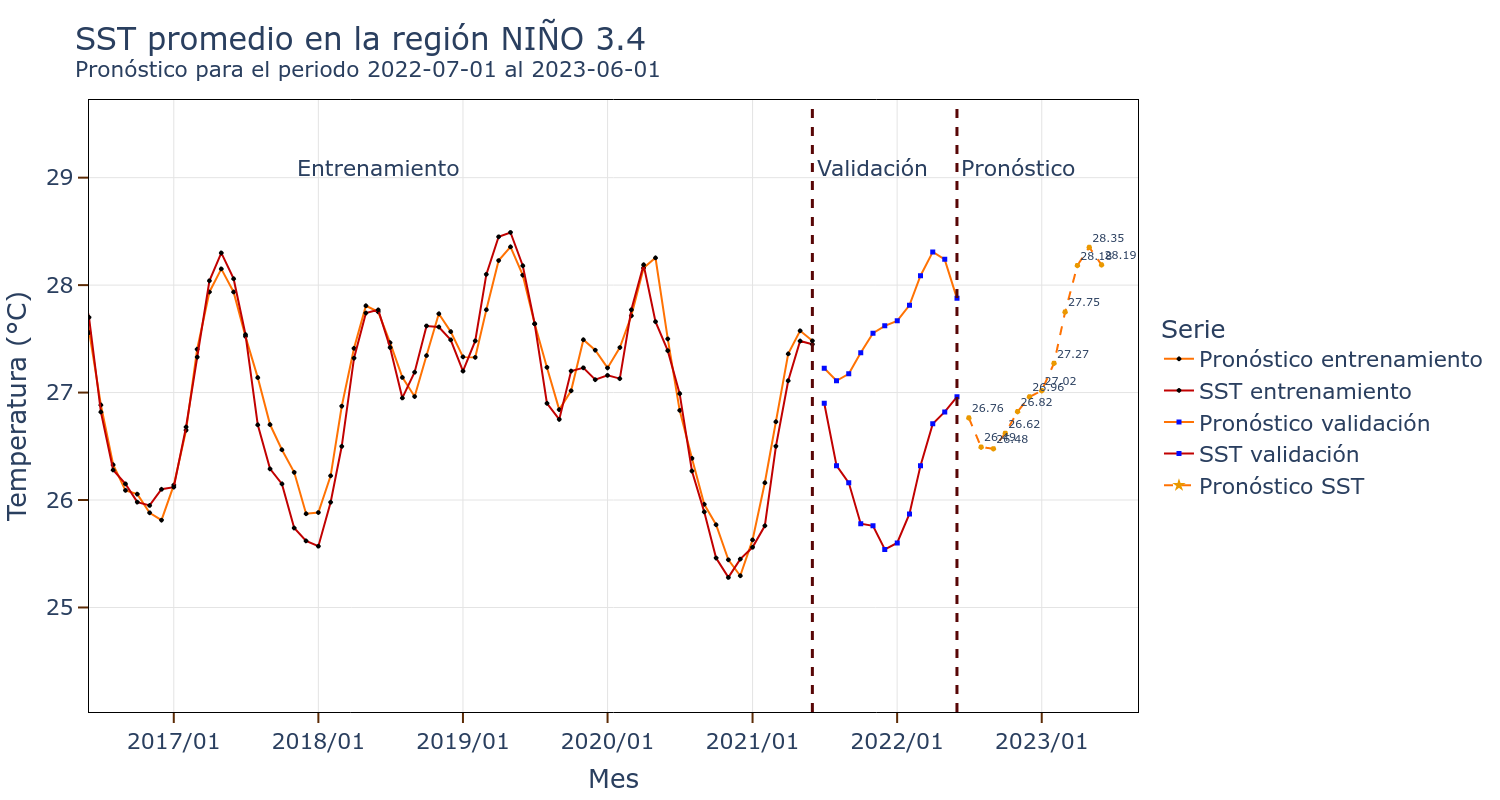 SST promedio en la región NIÑO 3.4
Pronóstico para el periodo 2022-07-01 al 2023-06-01
Entrenamiento
Validación
Pronóstico
29
28
27
26
25
Temperatura (°C)
26.76
26.49
26.48
26.62
26.82
26.96
27.02
27.27
27.75
28.18
28.35
28.19
2017/01
2018/01
2019/01
2020/01
2021/01
2022/01
2023/01
Mes
Serie
Pronóstico entrenamiento
SST entrenamiento
Pronóstico validación
SST validación
Pronóstico SST